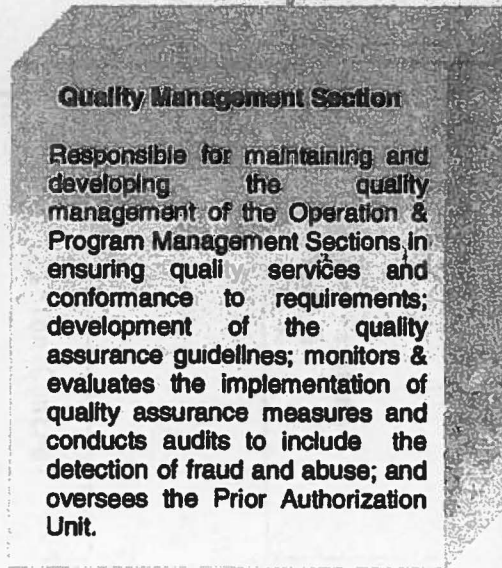 Quality Management Section
Responsible for maintaining and
developing the quality
management of the Operation &
Program Management Sections in
ensuring quali services and
conformance to requirements;
development of the quality
assurance guidelines; monitors &
evaluates the implementation of
quality assurance measures and
conducts audits to include the
detection of fraud and abuse; and
oversees the Prior Authorization
Unit.